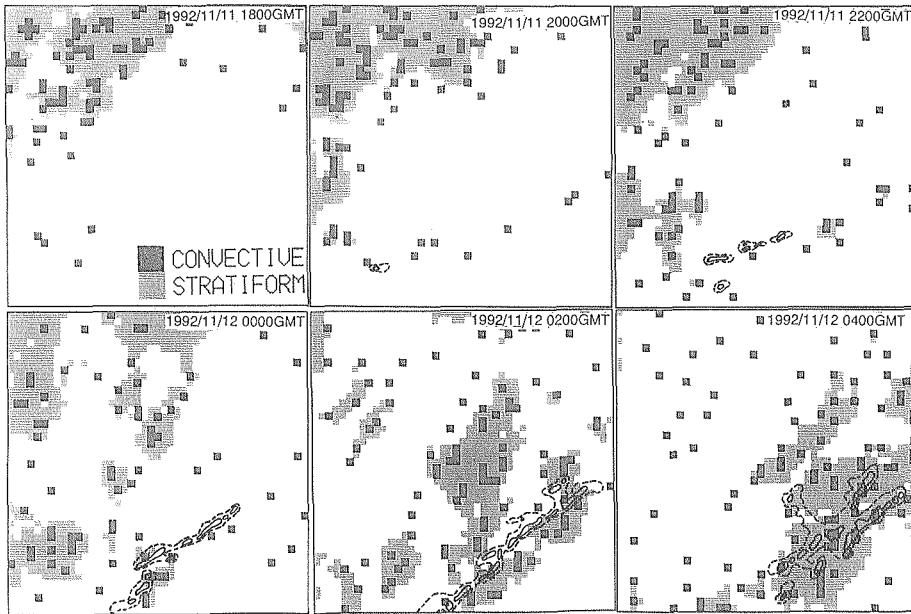 1992/11/11 1800GMT
1992/11/11 2000GMT
1992/11/11 2200GMT
CONVECTIVE
STRATIFORM
1992/11/12 0000GMT
1992/11/12 0200GMT
1992/11/12 0400GMT